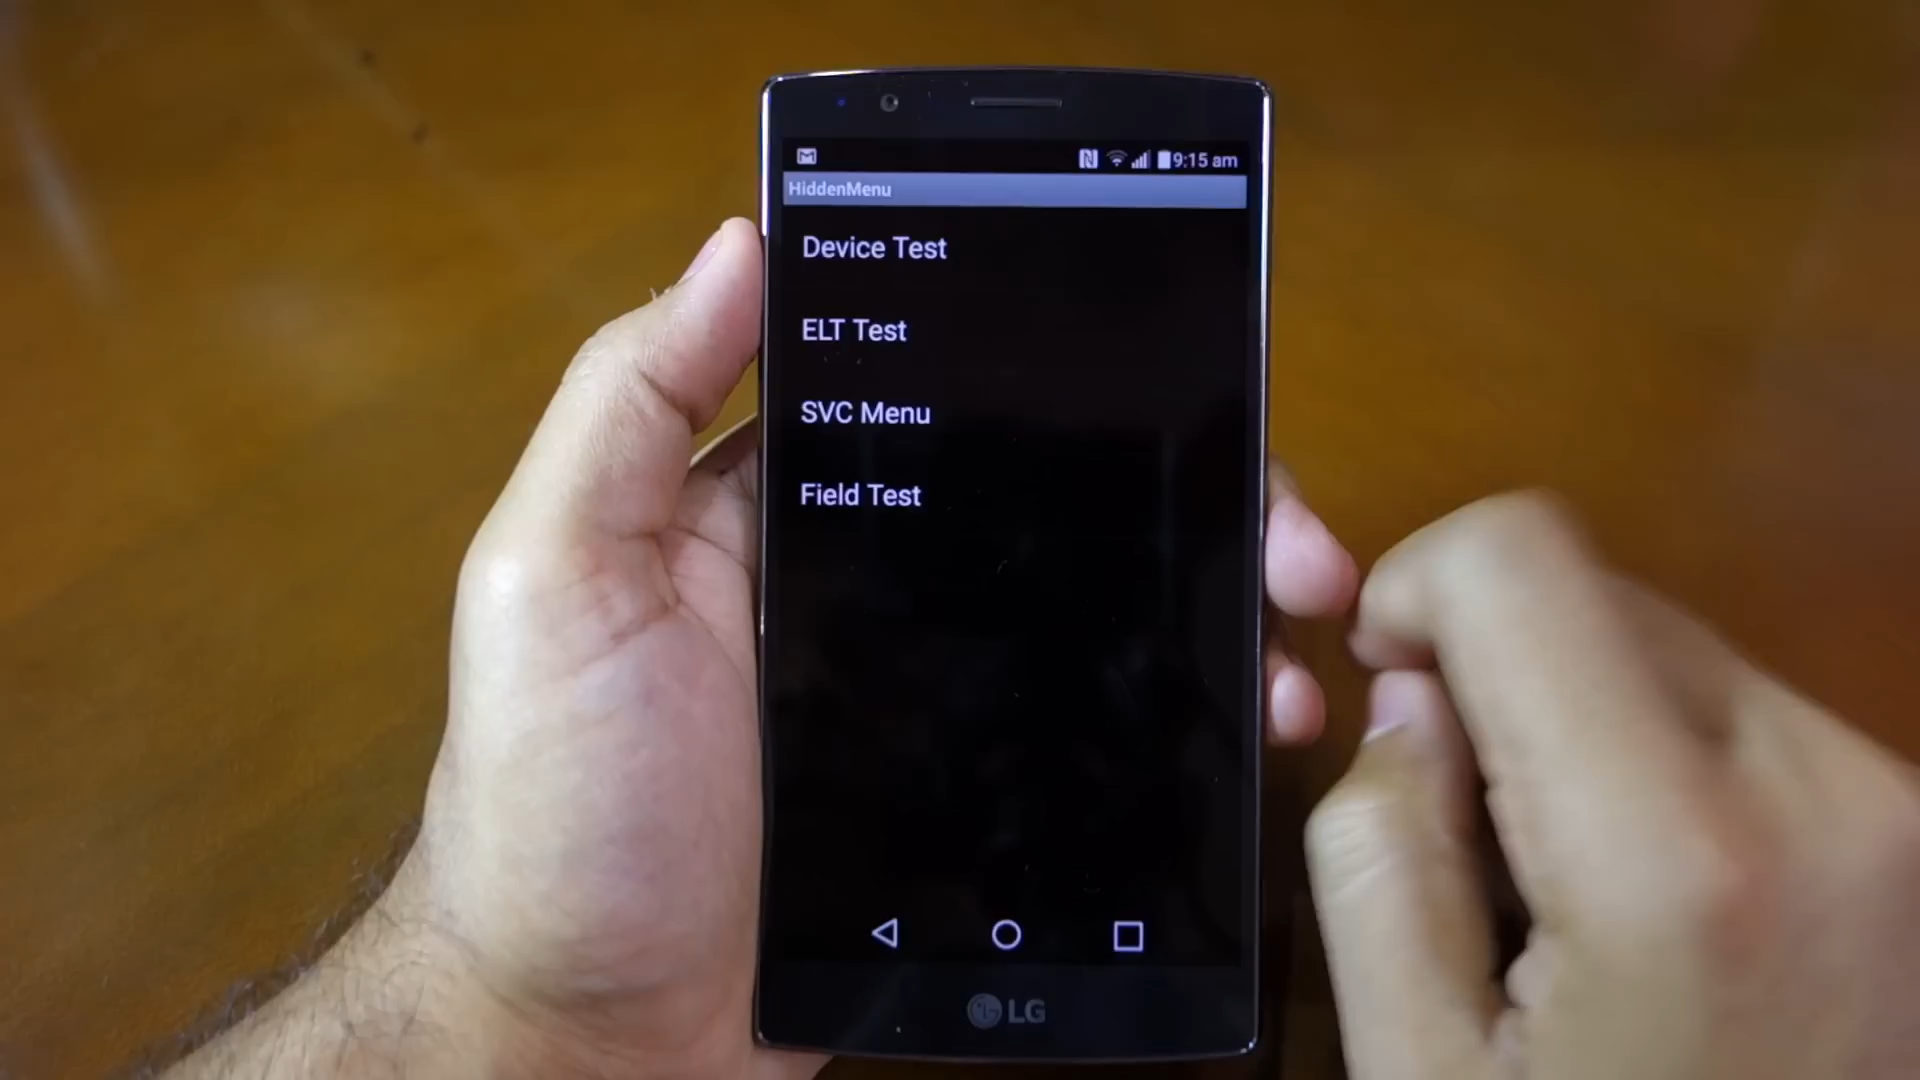 9:15 am
HiddenMenu
Device Test
ELT Test
SVC Menu
Field Test
LG